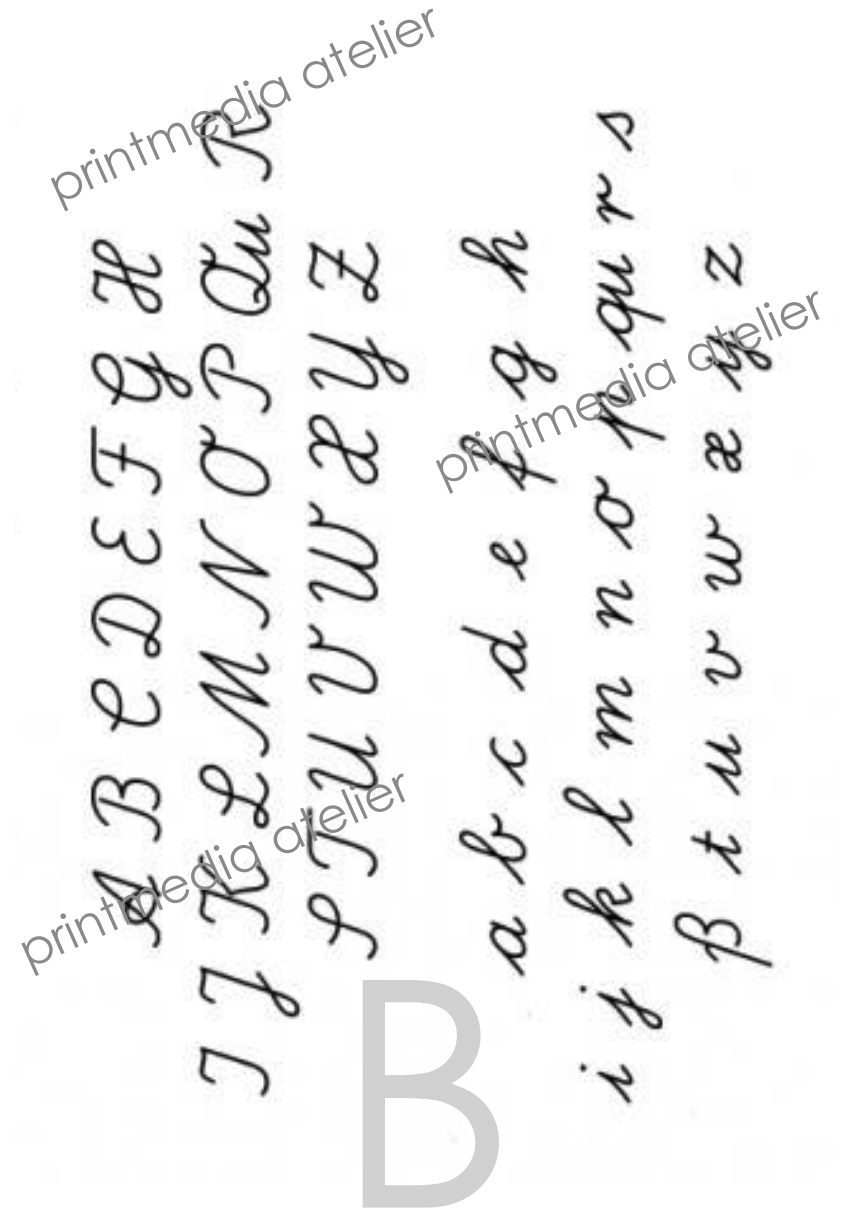 A B C D E F G H
I J K L M N O P Qu R
S T U V W X Y Z
a b c d e f g h
i j k l m n o p qu r s
ß t u v w x y z
printmedia atelier
printmedia atelier
printmedia atelier
B